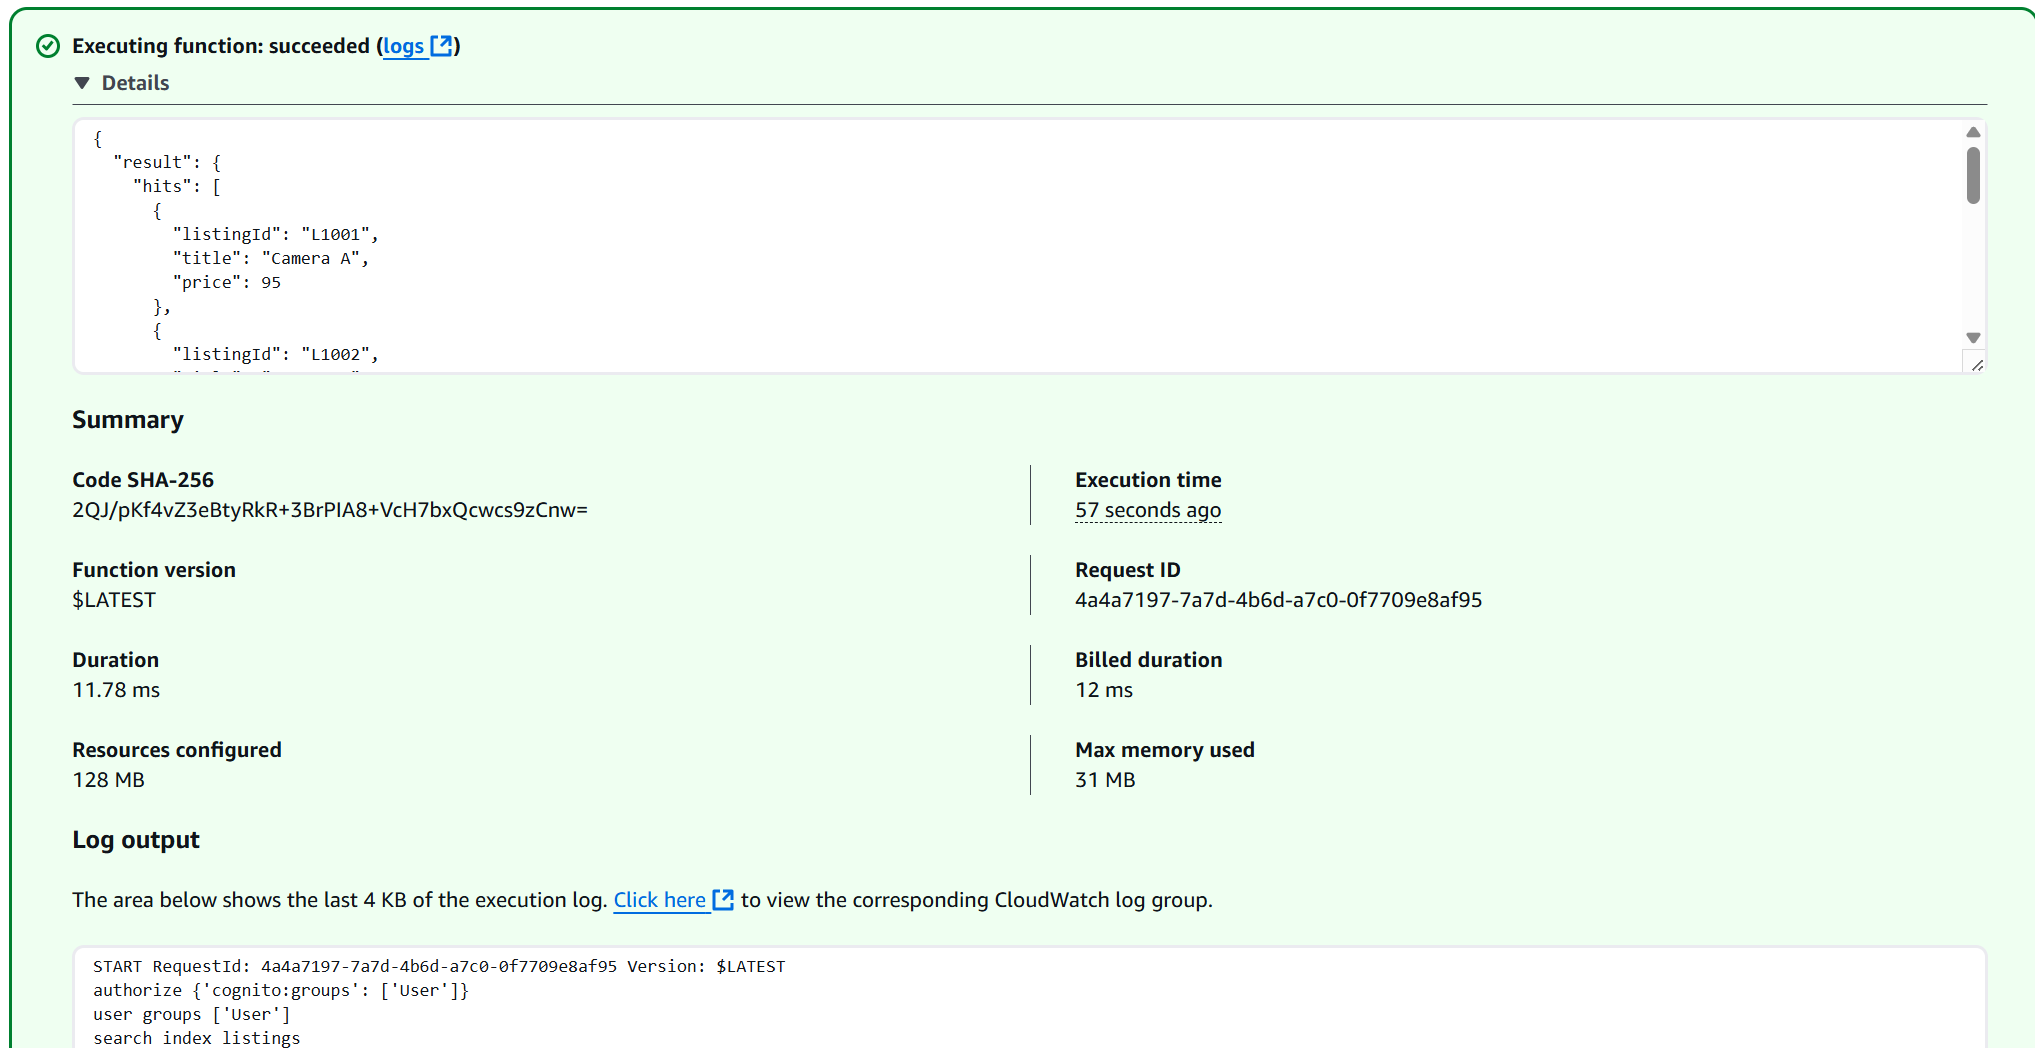 Executing function: succeeded (logs)
Details
{
"result": {
"hits": [
{
"listingId": "L1001",
"title": "Camera A",
"price": 95
},
{
"listingId": "L1002",
Summary
Code SHA-256
2QJ/pKf4vZ3eBtyRkR+3BrPIA8+VcH7bxQcwcs9zCnw=
Execution time
57 seconds ago
Function version
$LATEST
Request ID
4a4a7197-7a7d-4b6d-a7c0-0f7709e8af95
Duration
11.78 ms
Billed duration
12 ms
Resources configured
128 MB
Max memory used
31 MB
Log output
The area below shows the last 4 KB of the execution log. Click here to view the corresponding CloudWatch log group.
START RequestId: 4a4a7197-7a7d-4b6d-a7c0-0f7709e8af95 Version: $LATEST
authorize {'cognito:groups': ['User']}
user groups ['User']
search index listings